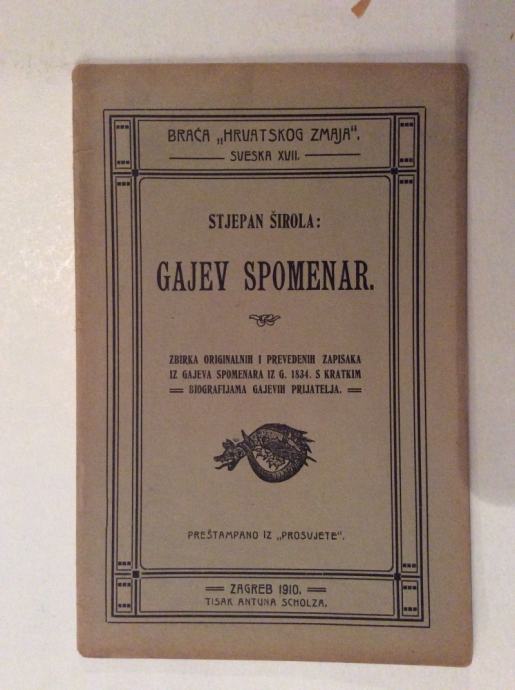 BRAĆA „HRVATSKOG ZMAJA".
SVESKA XVII.
STJEPAN ŠIROLA:
GAJEV SPOMENAR.
ZBIRKA ORIGINALNIH I PREVEDENIH ZAPISAKA
IZ GAJEVA SPOMENARA IZ G. 1834. S KRATKIM
BIOGRAFIJAMA GAJEVIH PRIJATELJA.
PREŠTAMPANO IZ „PROSVJETE".
ZAGREB 1910.
TISAK ANTUNA SCHOLZA.